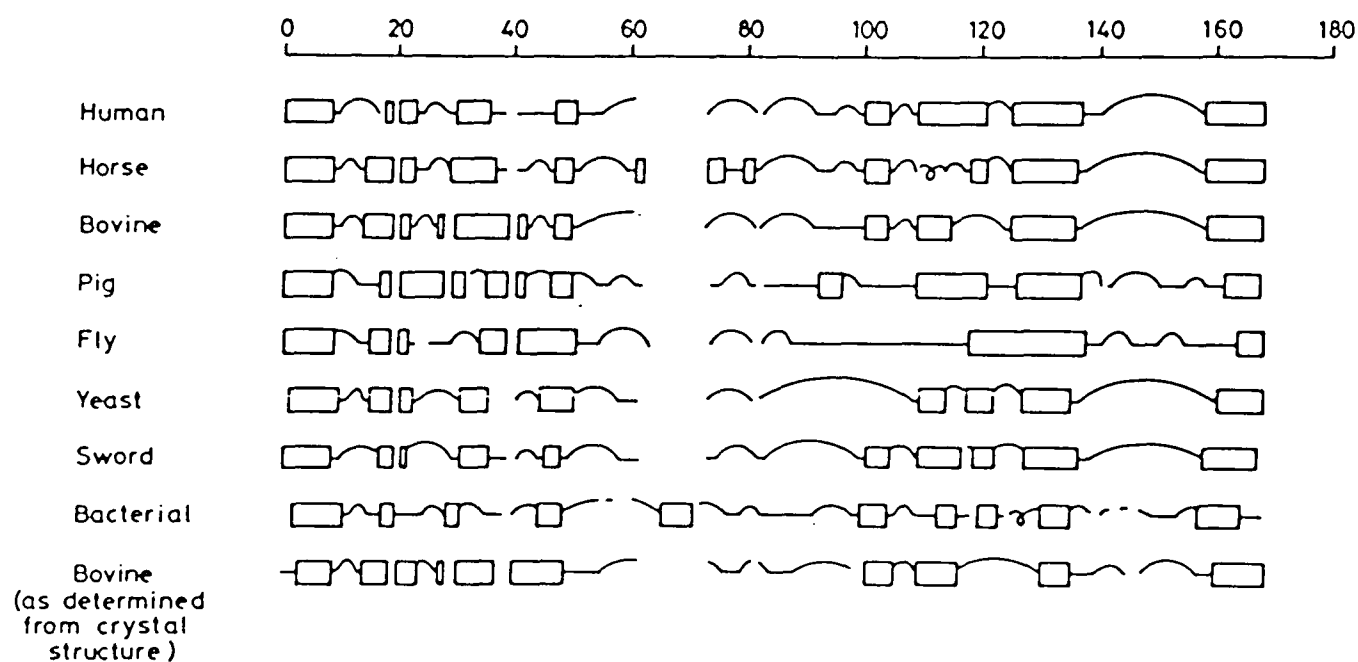 0 20 40 60 80 100 120 140 160 180
Human
Horse
Bovine
Pig
Fly
Yeast
Sword
Bacterial
Bovine
(as determined
from crystal
structure)